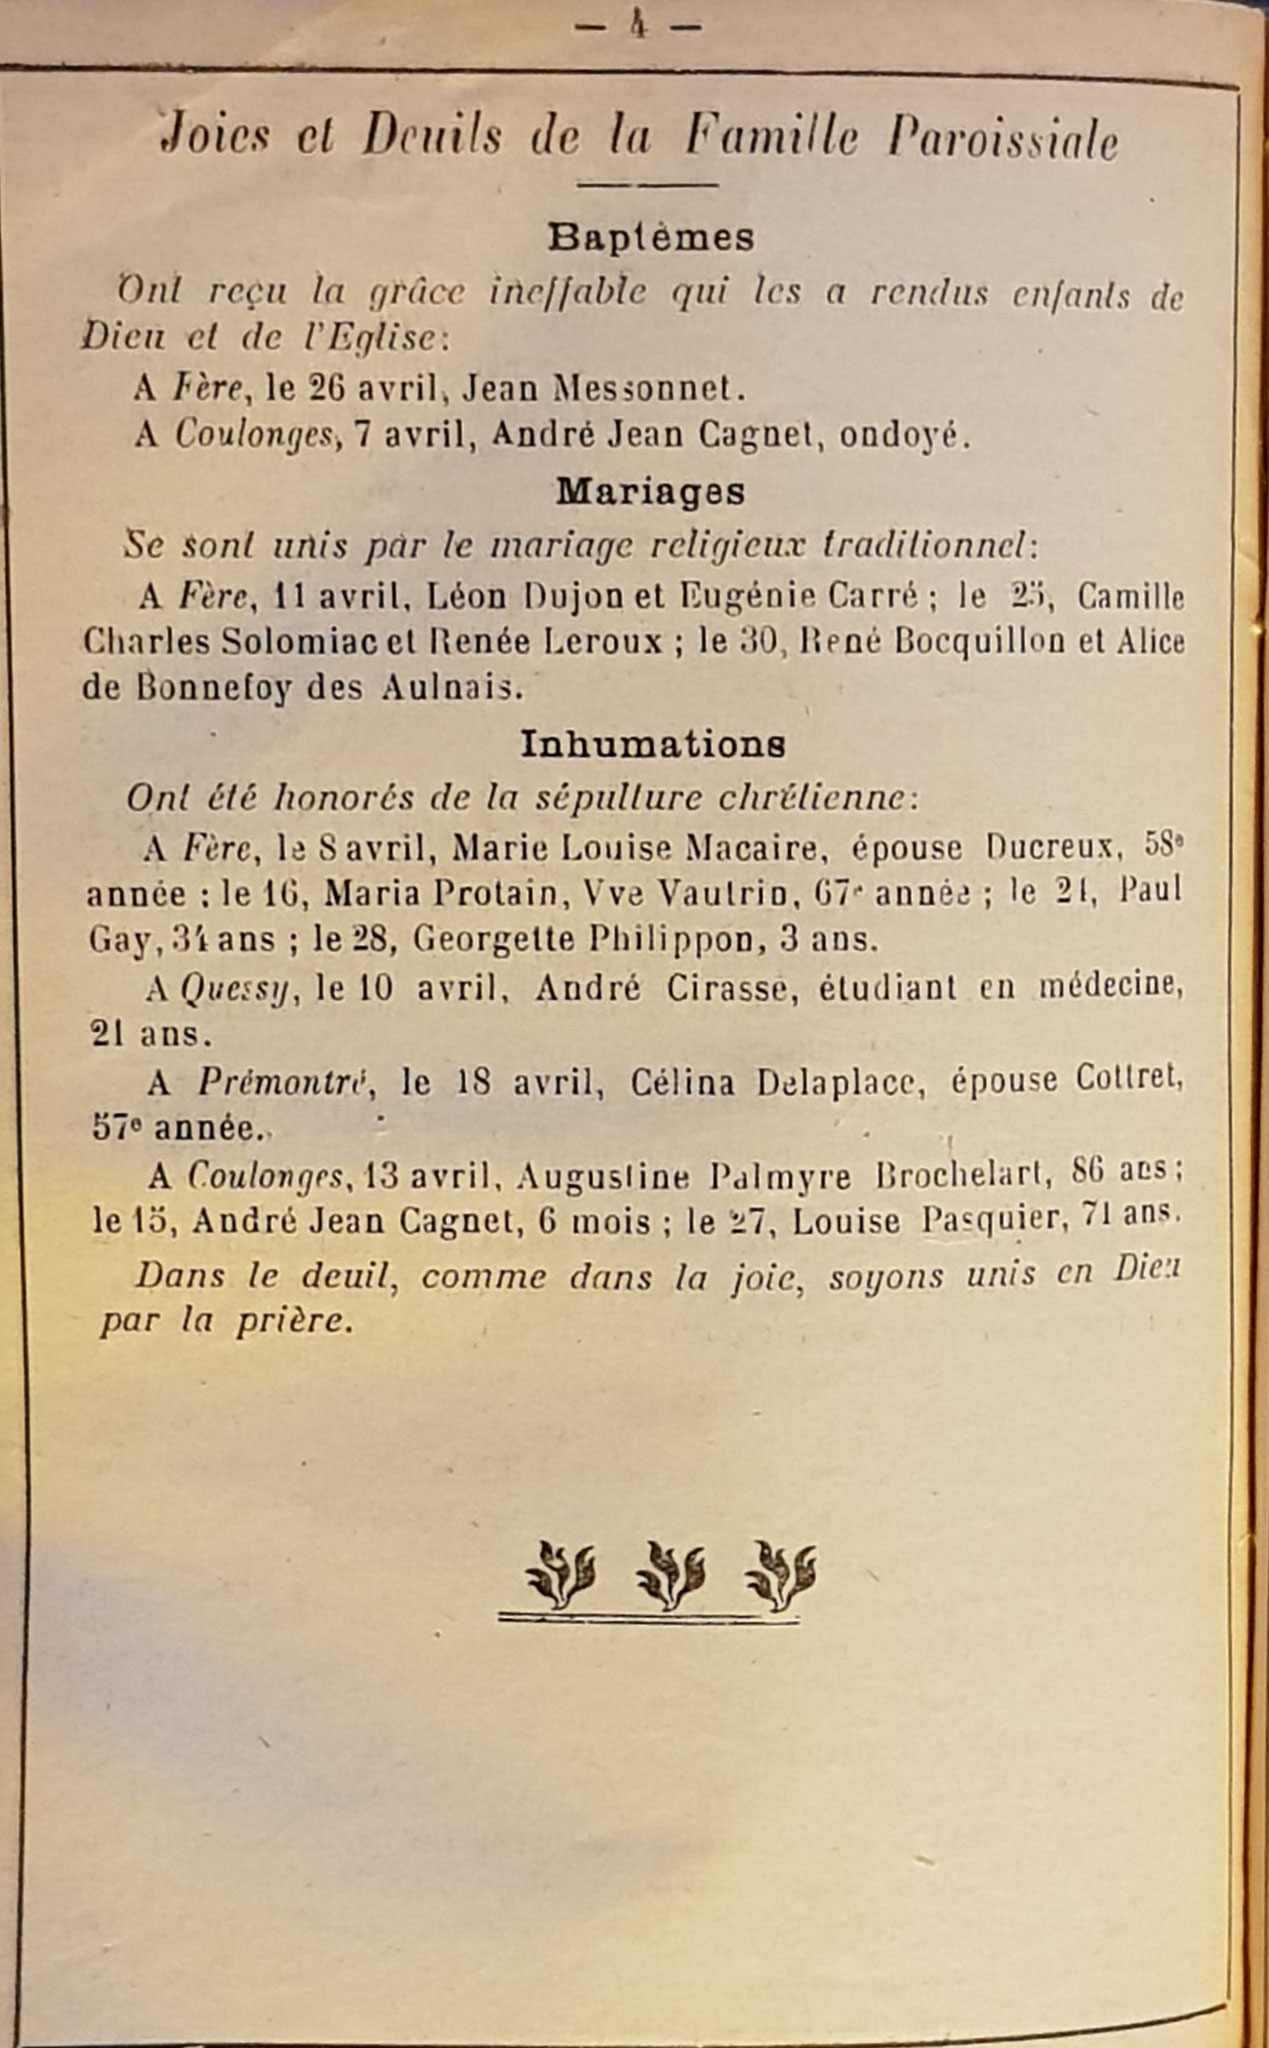 — 4 —
Joies et Deuils de la Famille Paroissiale
Baptêmes
Ont reçu la grâce ineffable qui les a rendus enfants de
Dieu et de l'Eglise:
A Fère, le 26 avril, Jean Messonnet.
A Coulonges, 7 avril, André Jean Cagnet, ondoyé.
Mariages
Se sont unis par le mariage religieux traditionnel:
A Fère, 11 avril, Léon Dujon et Eugénie Carré ; le 25, Camille
Charles Solomiac et Renée Leroux ; le 30, René Bocquillon et Alice
de Bonnefoy des Aulnais.
Inhumations
Ont été honorés de la sépulture chrétienne:
A Fère, le 8 avril, Marie Louise Macaire, épouse Ducreux, 58e
année ; le 16, Maria Protain, Vve Vautrin, 67e année ; le 21, Paul
Gay, 34 ans ; le 28, Georgette Philippon, 3 ans.
A Quessy, le 10 avril, André Cirasse, étudiant en médecine,
21 ans.
A Prémontré, le 18 avril, Célina Delaplace, épouse Cottret,
57e année.
A Coulonges, 13 avril, Augustine Palmyre Brochelart, 86 ans ;
le 15, André Jean Cagnet, 6 mois ; le 27, Louise Pasquier, 71 ans.
Dans le deuil, comme dans la joie, soyons unis en Dieu
par la prière.